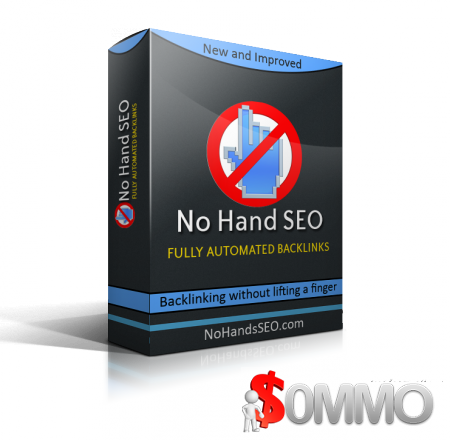 New and Improved
No Hand SEO
FULLY AUTOMATED BACKLINKS
No Hand SEO
FULLY AUTOMATED BACKLINKS
Backlinking without lifting a finger
NoHandsSEO.com
$OMMO